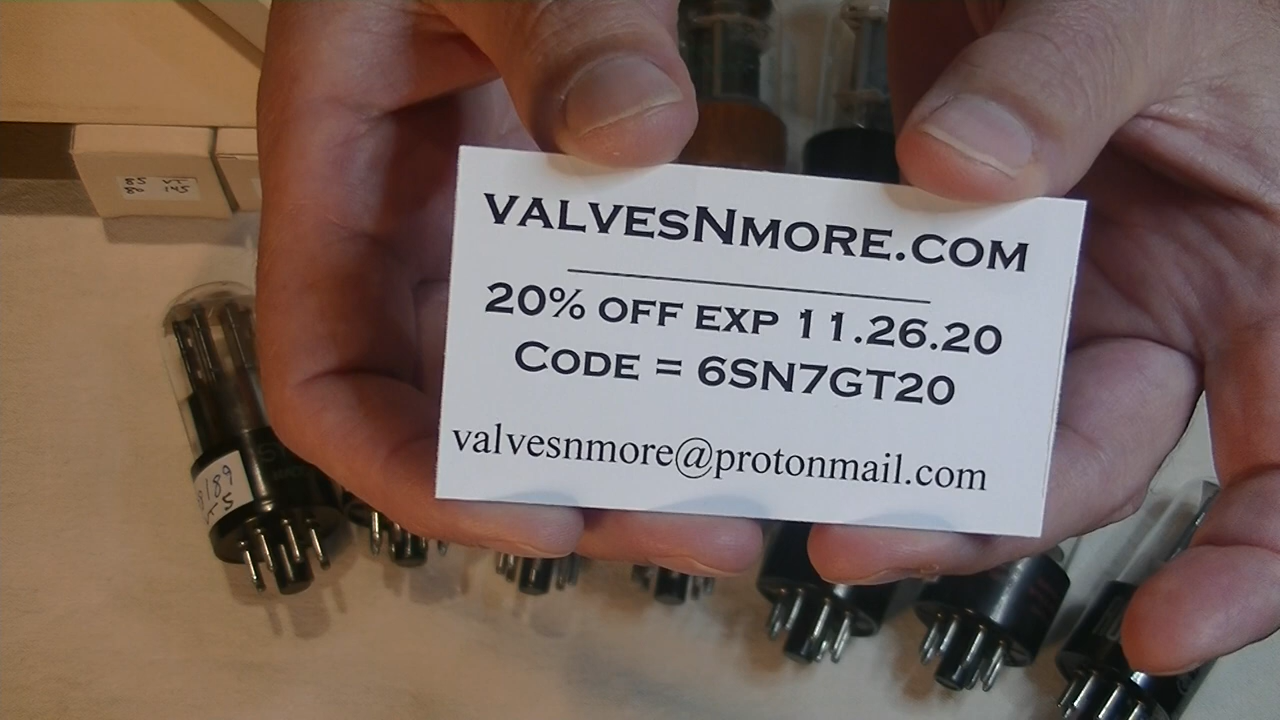 VALVESNMORE.COM
20% OFF EXP 11.26.20
CODE = 6SN7GT20
valvesnmore@protonmail.com